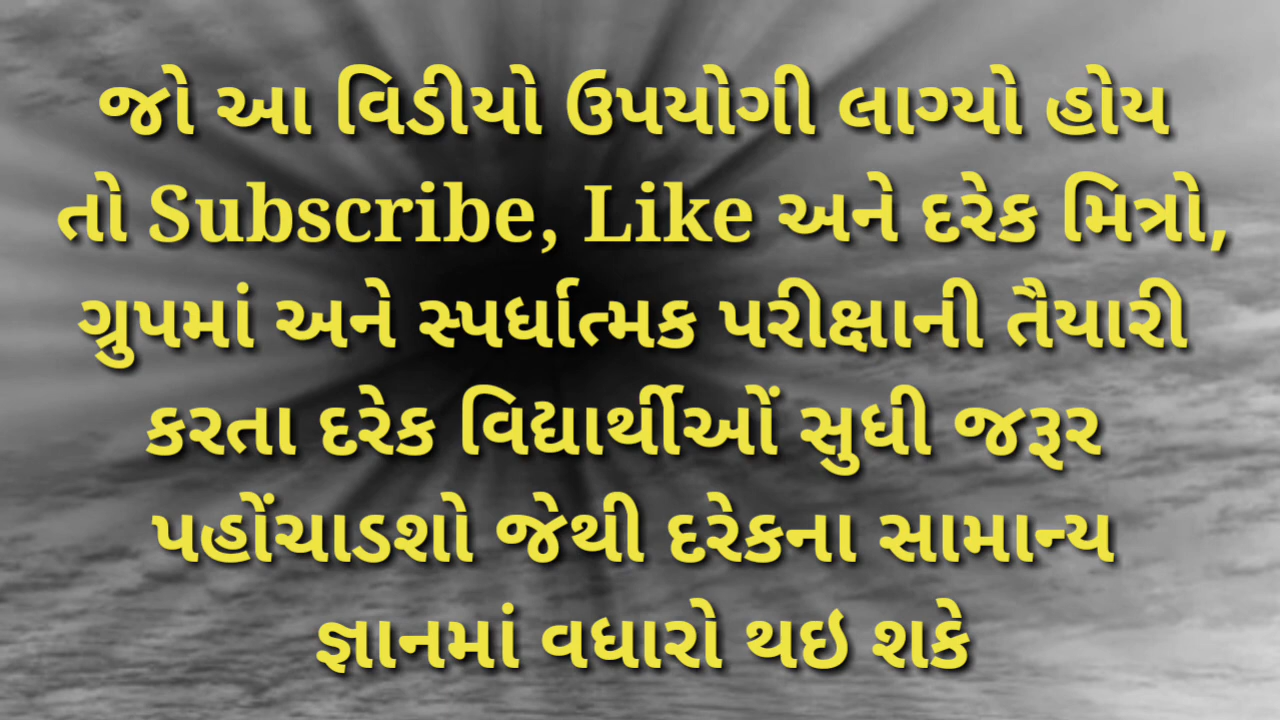 જો આ વિડીયો ઉપયોગી લાગ્યો હોય
તો Subscribe, Like અને દરેક મિત્રો,
ગ્રુપમાં અને સ્પર્ધાત્મક પરીક્ષાની તૈયારી
કરતા દરેક વિદ્યાર્થીઓં સુધી જરૂર
પહોંચાડશો જેથી દરેકના સામાન્ય
જ્ઞાનમાં વધારો થઇ શકે